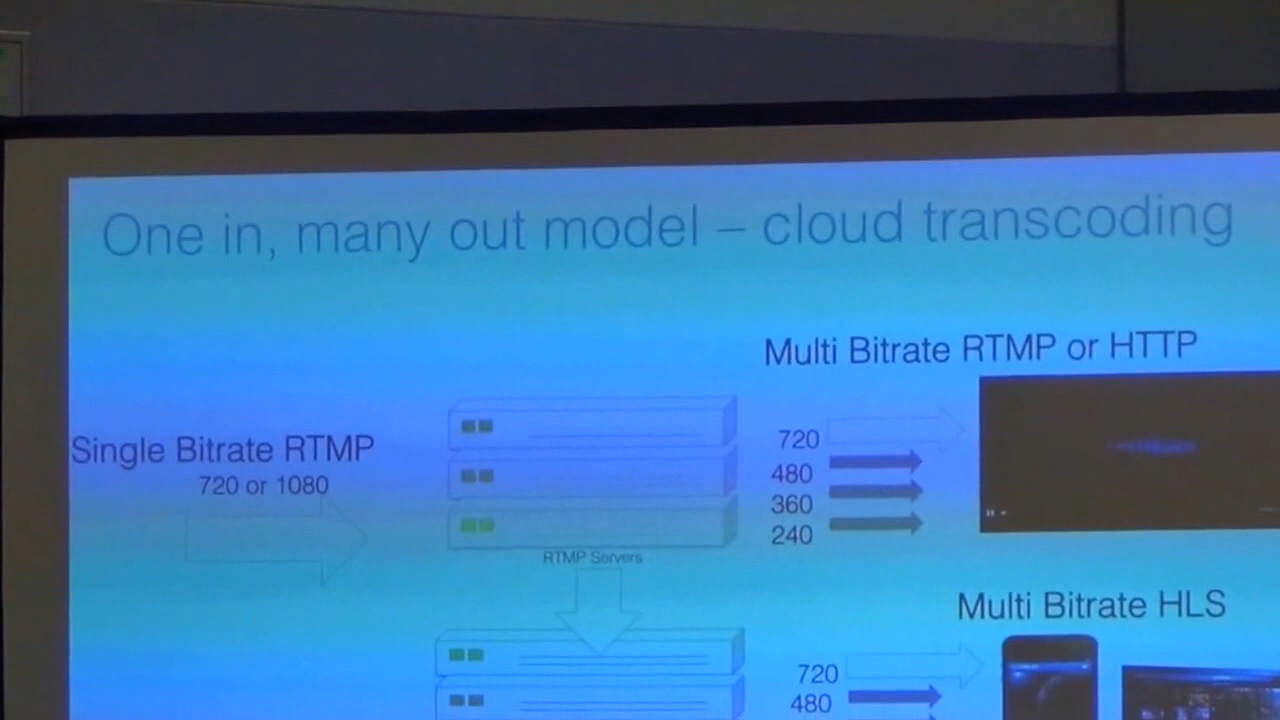 One in, many out model – cloud transcoding
Multi Bitrate RTMP or HTTP
Single Bitrate RTMP
720 or 1080
720
480
360
240
RTMP Servers
Multi Bitrate HLS
720
480